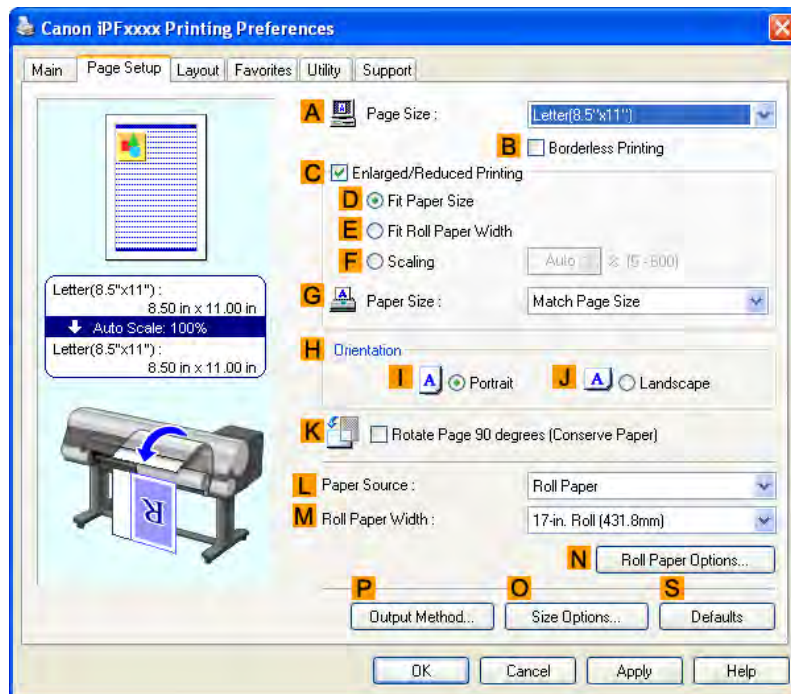 Canon iPFxxxx Printing Preferences
Main Page Setup Layout Favorites Utility Support
A Page Size : Letter(8.5"x11")
B Borderless Printing
C Enlarged/Reduced Printing
D Fit Paper Size
E Fit Roll Paper Width
F Scaling Auto % (5 - 600)
G Paper Size : Match Page Size
Letter(8.5"x11") :
8.50 in x 11.00 in
Auto Scale: 100%
Letter(8.5"x11") :
8.50 in x 11.00 in
H Orientation
I A Portrait J A Landscape
K Rotate Page 90 degrees (Conserve Paper)
R
L Paper Source : Roll Paper
M Roll Paper Width : 17-in. Roll (431.8mm)
N Roll Paper Options...
P O S
Output Method... Size Options... Defaults
OK Cancel Apply Help